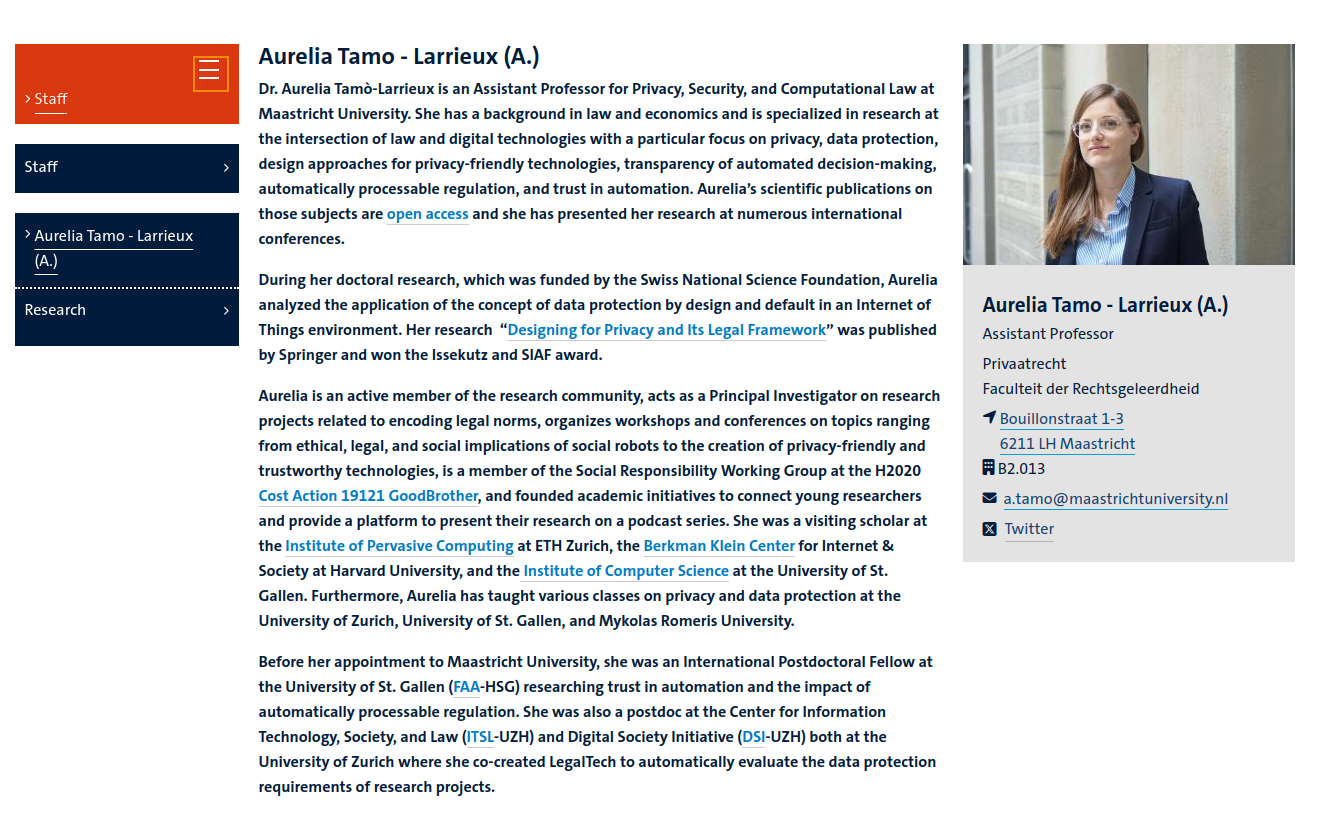 Staff
Staff
Aurelia Tamo - Larrieux
(A.)
Research
Aurelia Tamo - Larrieux (A.)
Dr. Aurelia Tamò-Larrieux is an Assistant Professor for Privacy, Security, and Computational Law at
Maastricht University. She has a background in law and economics and is specialized in research at
the intersection of law and digital technologies with a particular focus on privacy, data protection,
design approaches for privacy-friendly technologies, transparency of automated decision-making,
automatically processable regulation, and trust in automation. Aurelia’s scientific publications on
those subjects are open access and she has presented her research at numerous international
conferences.
During her doctoral research, which was funded by the Swiss National Science Foundation, Aurelia
analyzed the application of the concept of data protection by design and default in an Internet of
Things environment. Her research “Designing for Privacy and Its Legal Framework” was published
by Springer and won the Issekutz and SIAF award.
Aurelia is an active member of the research community, acts as a Principal Investigator on research
projects related to encoding legal norms, organizes workshops and conferences on topics ranging
from ethical, legal, and social implications of social robots to the creation of privacy-friendly and
trustworthy technologies, is a member of the Social Responsibility Working Group at the H2020
Cost Action 19121 GoodBrother, and founded academic initiatives to connect young researchers
and provide a platform to present their research on a podcast series. She was a visiting scholar at
the Institute of Pervasive Computing at ETH Zurich, the Berkman Klein Center for Internet &
Society at Harvard University, and the Institute of Computer Science at the University of St.
Gallen. Furthermore, Aurelia has taught various classes on privacy and data protection at the
University of Zurich, University of St. Gallen, and Mykolas Romeris University.
Before her appointment to Maastricht University, she was an International Postdoctoral Fellow at
the University of St. Gallen (FAA-HSG) researching trust in automation and the impact of
automatically processable regulation. She was also a postdoc at the Center for Information
Technology, Society, and Law (ITSL-UZH) and Digital Society Initiative (DSI-UZH) both at the
University of Zurich where she co-created LegalTech to automatically evaluate the data protection
requirements of research projects.
Aurelia Tamo - Larrieux (A.)
Assistant Professor
Privaatrecht
Faculteit der Rechtsgeleerdheid
Bouillonstraat 1-3
6211 LH Maastricht
B2.013
a.tamo@maastrichtuniversity.nl
Twitter